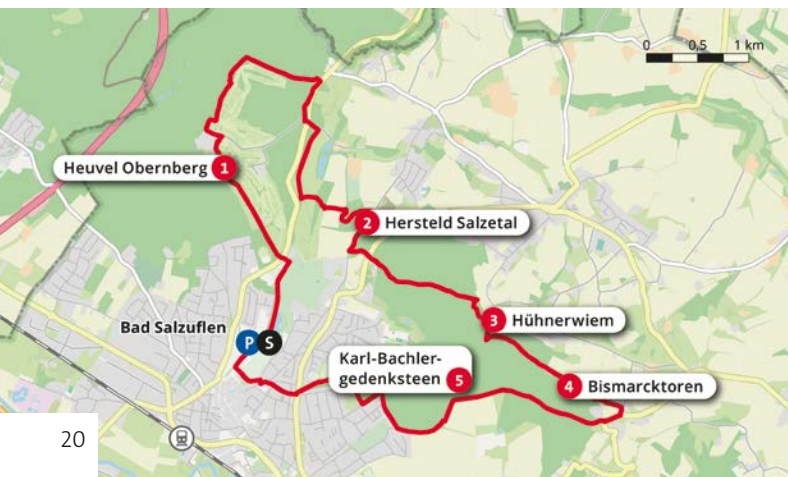 0 0,5 1 km
Heuvel Obernberg 1
2 Hersteld Salzetal
3 Hühnerwiem
Bad Salzuflen
P S
Karl-Bachler-
gedenksteen 5
4 Bismarcktoren
20